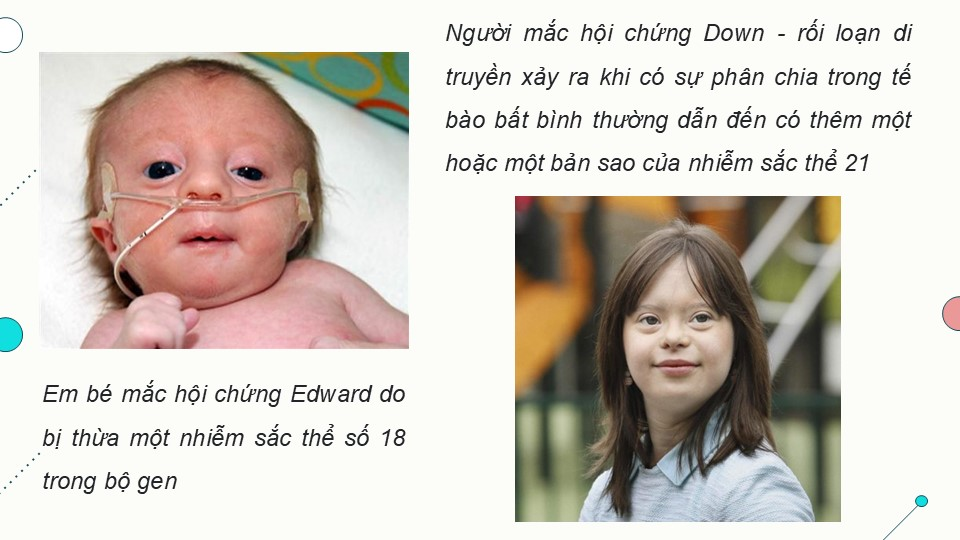 Người mắc hội chứng Down - rối loạn di
truyền xảy ra khi có sự phân chia trong tế
bào bất bình thường dẫn đến có thêm một
hoặc một bản sao của nhiễm sắc thể 21
Em bé mắc hội chứng Edward do
bị thừa một nhiễm sắc thể số 18
trong bộ gen